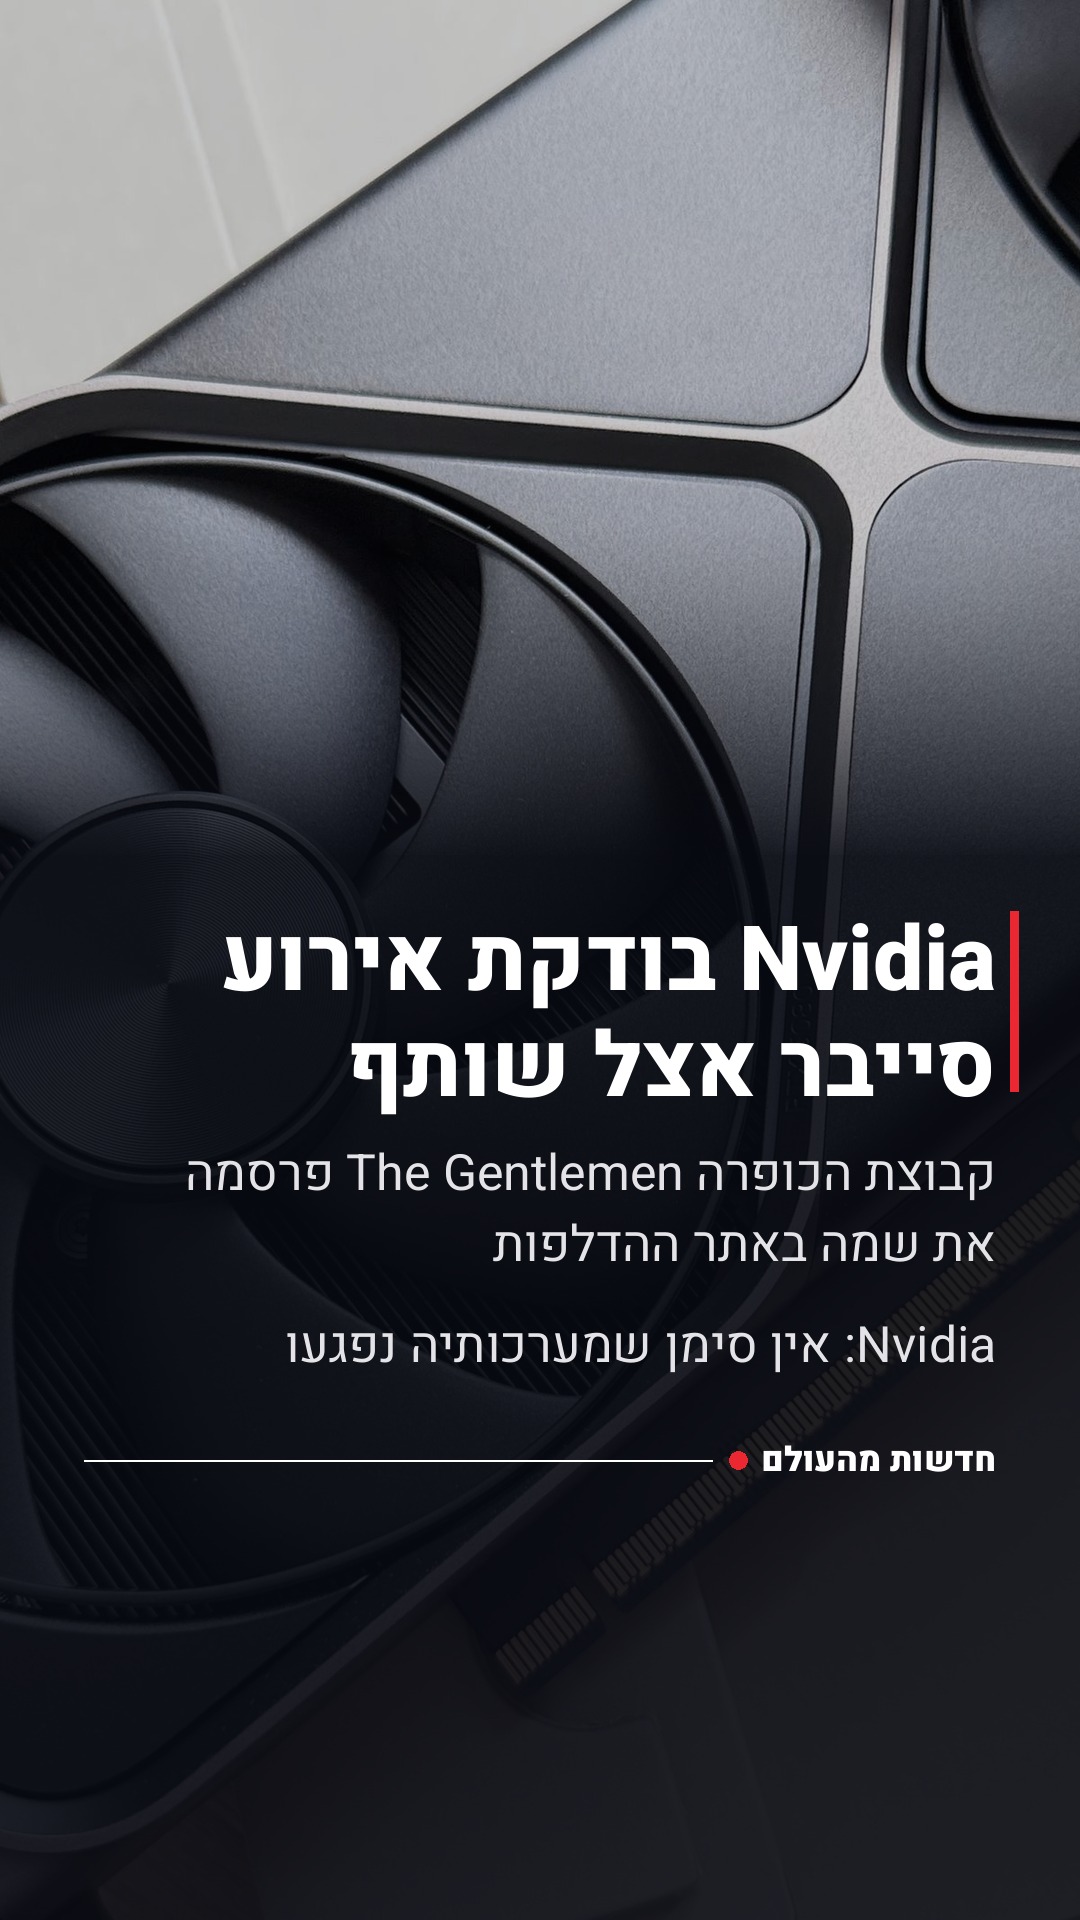 Nvidia בודקת אירוע
סייבר אצל שותף
קבוצת הכופרה The Gentlemen פרסמה
את שמה באתר ההדלפות
Nvidia: אין סימן שמערכותיה נפגעו
חדשות מהעולם